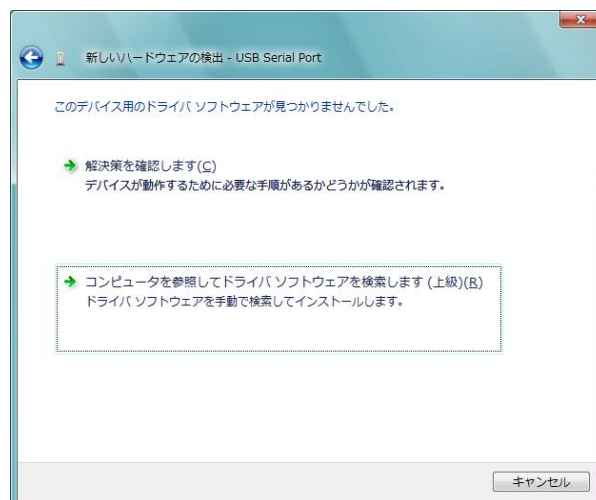 新しいハードウェアの検出 - USB Serial Port
このデバイス用のドライバ ソフトウェアが見つかりませんでした。
解決策を確認します(C)
デバイスが動作するために必要な手順があるかどうかが確認されます。
コンピュータを参照してドライバ ソフトウェアを検索します (上級)(R)
ドライバ ソフトウェアを手動で検索してインストールします。
キャンセル